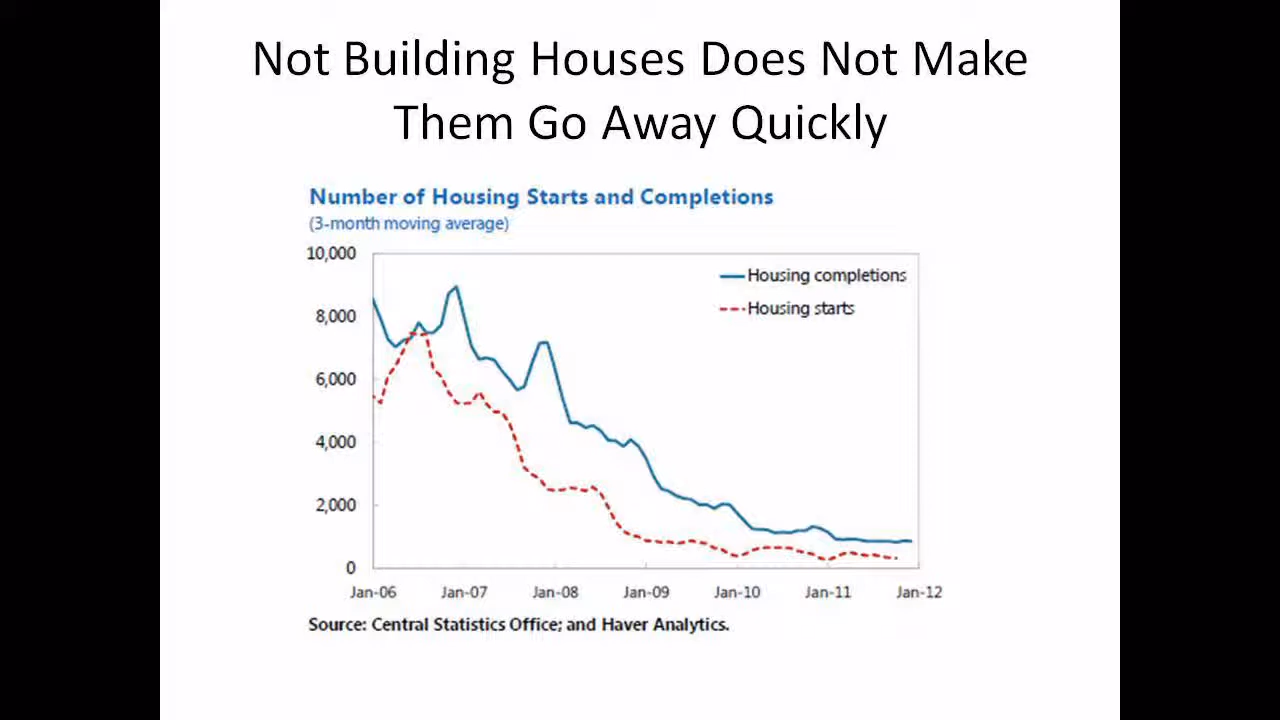 Not Building Houses Does Not Make
Them Go Away Quickly
Number of Housing Starts and Completions
(3-month moving average)
10,000
8,000
6,000
4,000
2,000
0
Housing completions
Housing starts
Jan-06 Jan-07 Jan-08 Jan-09 Jan-10 Jan-11 Jan-12
Source: Central Statistics Office; and Haver Analytics.